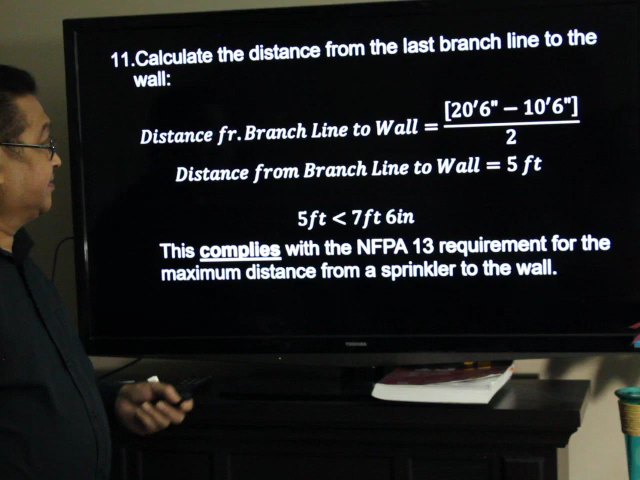 11.Calculate the distance from the last branch line to the
wall:
Distance fr. Branch Line to Wall = [20'6" − 10'6"] / 2
Distance from Branch Line to Wall = 5 ft
5ft < 7ft 6in
This complies with the NFPA 13 requirement for the
maximum distance from a sprinkler to the wall.
TOSHIBA